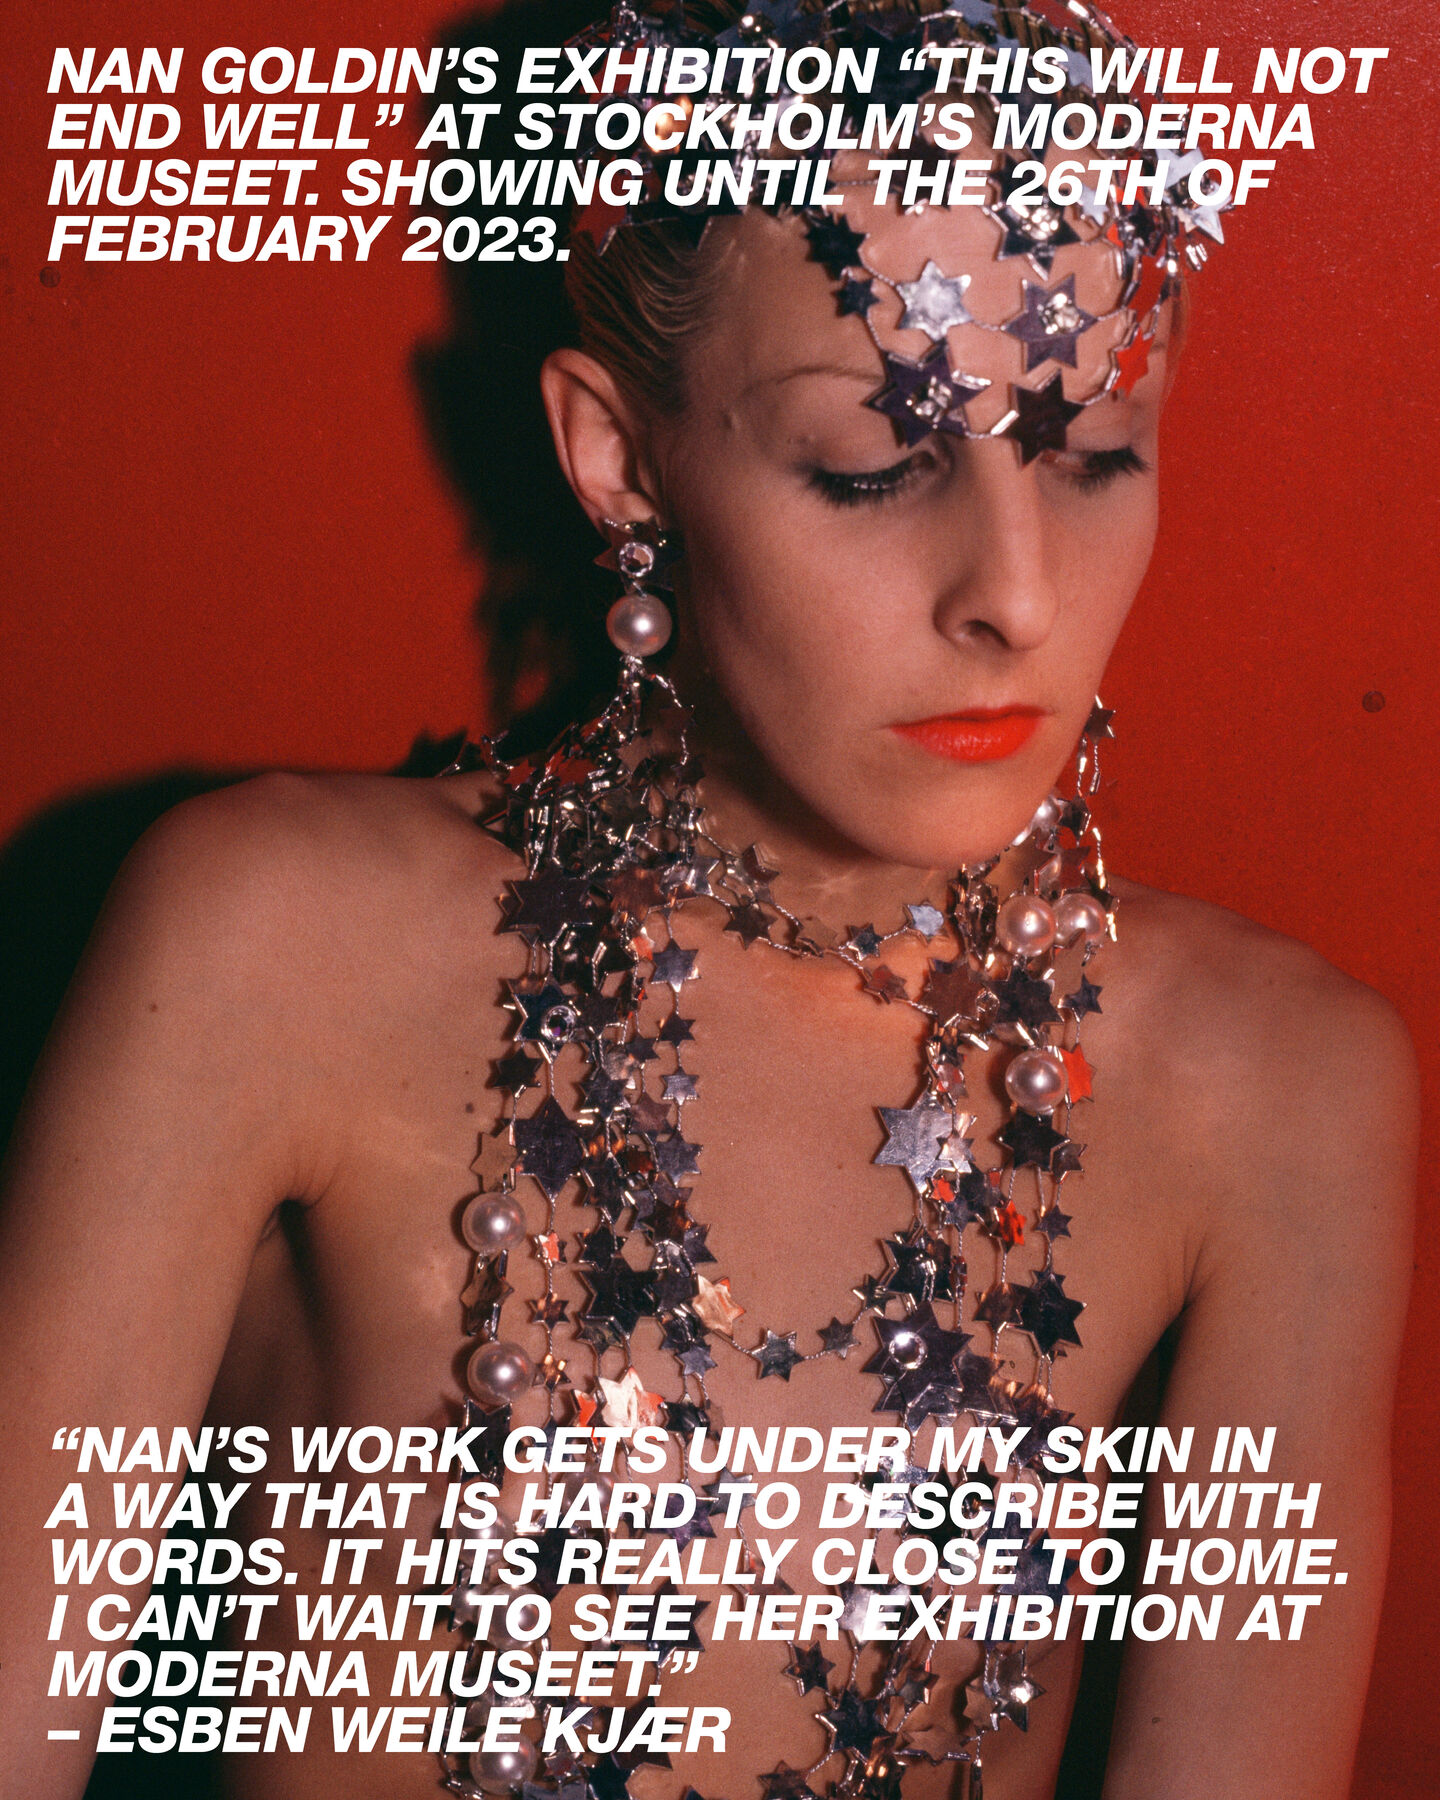 NAN GOLDIN’S EXHIBITION “THIS WILL NOT
END WELL” AT STOCKHOLM’S MODERNA
MUSEET. SHOWING UNTIL THE 26TH OF
FEBRUARY 2023.
“NAN’S WORK GETS UNDER MY SKIN IN
A WAY THAT IS HARD TO DESCRIBE WITH
WORDS. IT HITS REALLY CLOSE TO HOME.
I CAN’T WAIT TO SEE HER EXHIBITION AT
MODERNA MUSEET.”
– ESBEN WEILE KJÆR